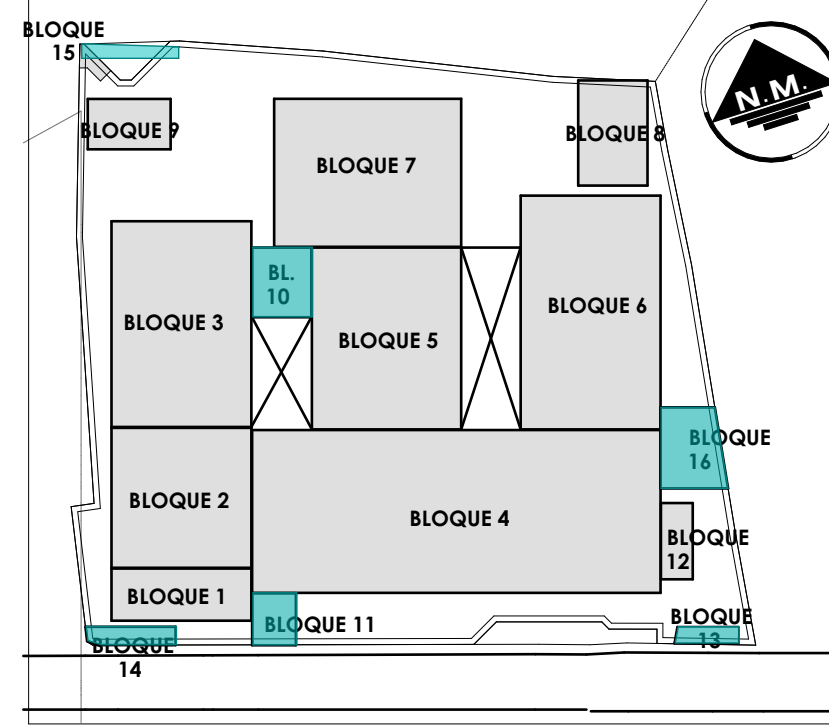 BLOQUE
15
N.M.
BLOQUE 9
BLOQUE 8
BLOQUE 7
BL.
10
BLOQUE 6
BLOQUE 3
BLOQUE 5
BLOQUE
16
BLOQUE 2
BLOQUE 4
BLOQUE
12
BLOQUE 1
BLOQUE 11
BLOQUE
13
BLOQUE
14